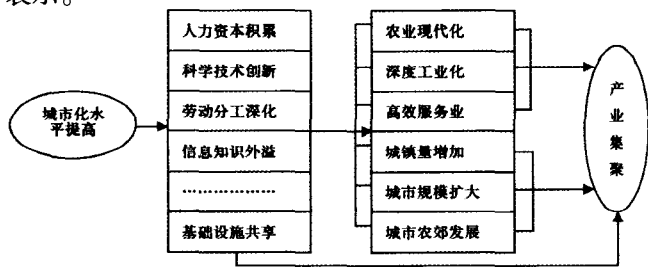 表示。
城市化水
平提高
人力资本积累
科学技术创新
劳动分工深化
信息知识外溢
………………
基础设施共享
农业现代化
深度工业化
高效服务业
城镇量增加
城市规模扩大
城市农郊发展
产
业
集
聚